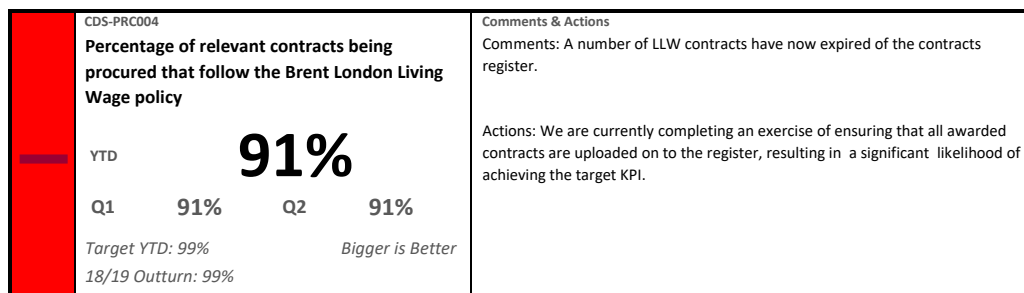 CDS-PRC004
Percentage of relevant contracts being
procured that follow the Brent London Living
Wage policy
YTD 91%
Q1 91% Q2 91%
Target YTD: 99% Bigger is Better
18/19 Outturn: 99%
Comments & Actions
Comments: A number of LLW contracts have now expired of the contracts
register.
Actions: We are currently completing an exercise of ensuring that all awarded
contracts are uploaded on to the register, resulting in a significant likelihood of
achieving the target KPI.